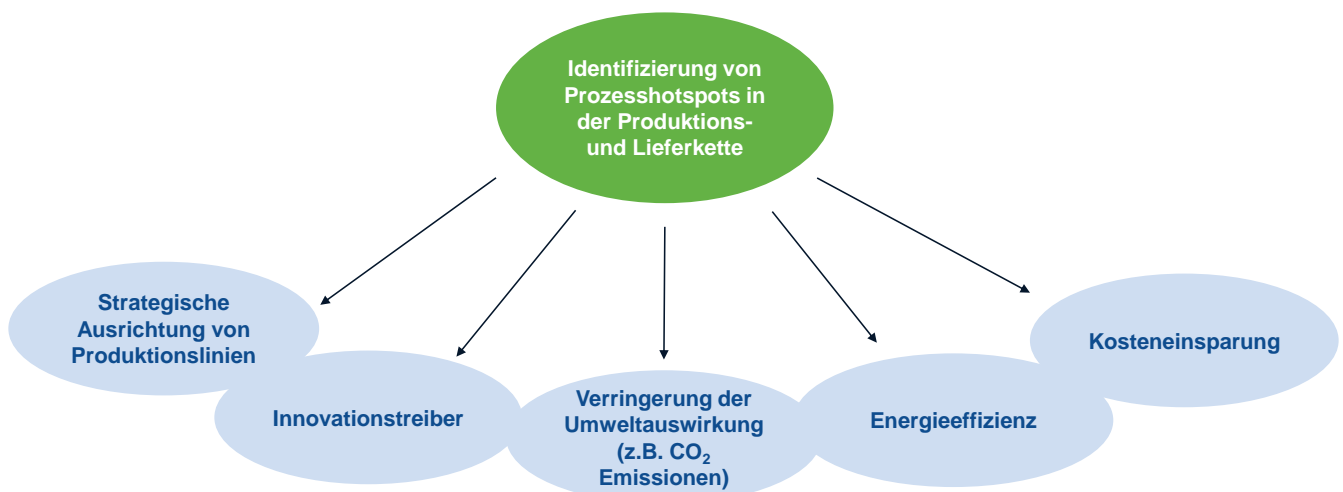 Identifizierung von
Prozesshotspots in
der Produktions-
und Lieferkette
Strategische
Ausrichtung von
Produktionslinien
Innovationstreiber
Verringerung der
Umweltauswirkung
(z.B. CO₂
Emissionen)
Energieeffizienz
Kosteneinsparung